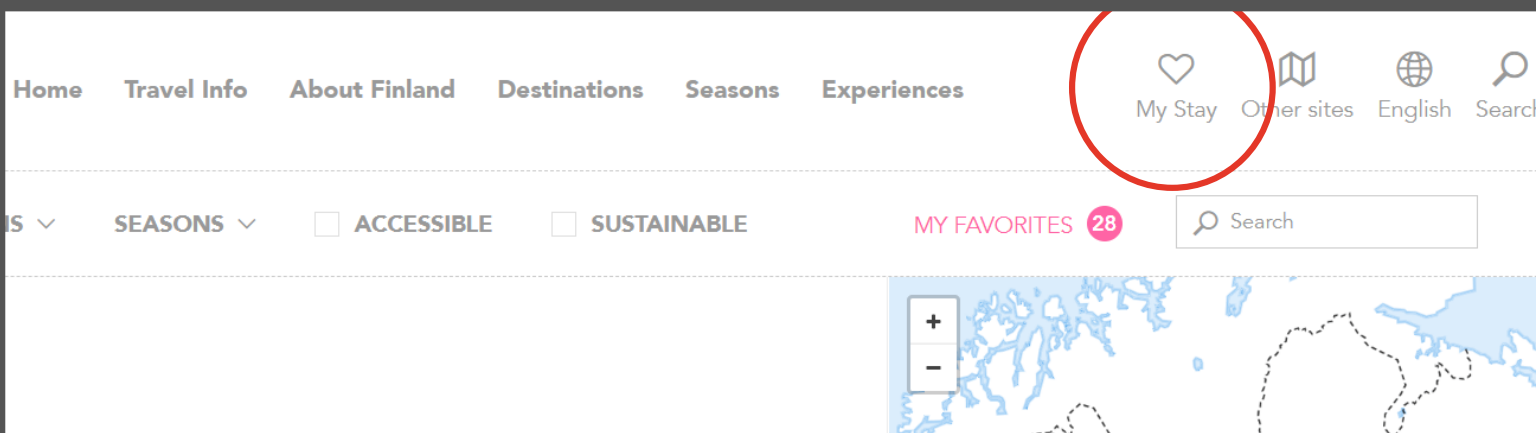 Home Travel Info About Finland Destinations Seasons Experiences My Stay Other sites English Search
SEASONS ACCESSIBLE SUSTAINABLE MY FAVORITES 28 Search
+
−